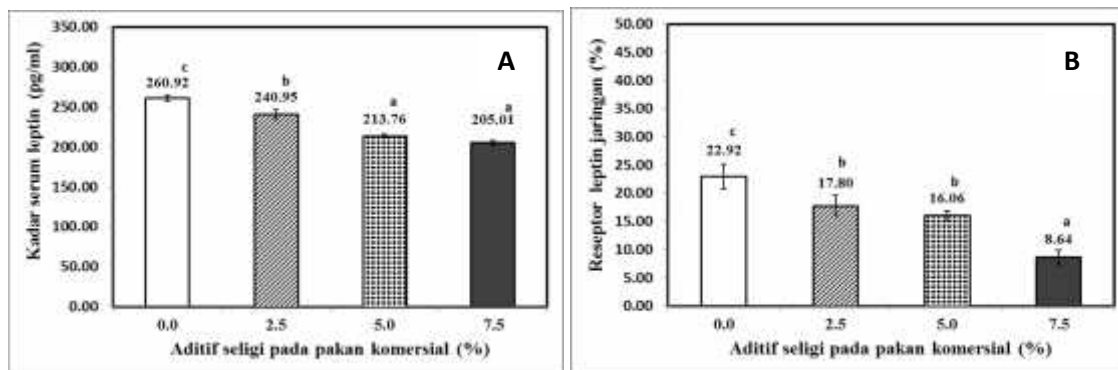 Kadar serum leptin (pg/ml)
350.00
300.00
250.00
200.00
150.00
100.00
50.00
0.00
A
c
260.92
b
240.95
a
213.76
a
205.01
0.0 2.5 5.0 7.5
Aditif seligi pada pakan komersial (%)
Reseptor leptin jaringan (%)
50.00
45.00
40.00
35.00
30.00
25.00
20.00
15.00
10.00
5.00
0.00
B
c
22.92
b
17.80
b
16.06
a
8.64
0.0 2.5 5.0 7.5
Aditif seligi pada pakan komersial (%)